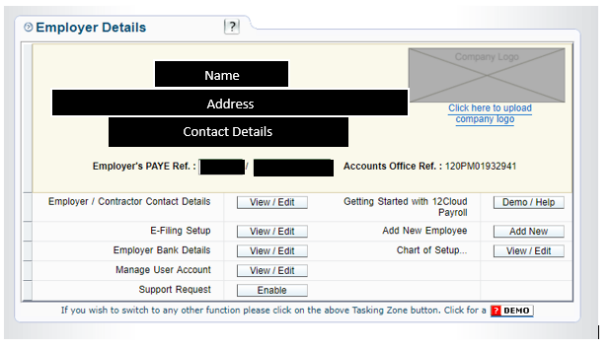 Employer Details
?
Company Logo
Name
Address
Contact Details
Click here to upload
company logo
Employer's PAYE Ref. : / Accounts Office Ref. : 120PM01932941
Employer / Contractor Contact Details View / Edit Getting Started with 12Cloud Payroll Demo / Help
E-Filing Setup View / Edit Add New Employee Add New
Employer Bank Details View / Edit Chart of Setup... View / Edit
Manage User Account View / Edit
Support Request Enable
If you wish to switch to any other function please click on the above Tasking Zone button. Click for a ? DEMO